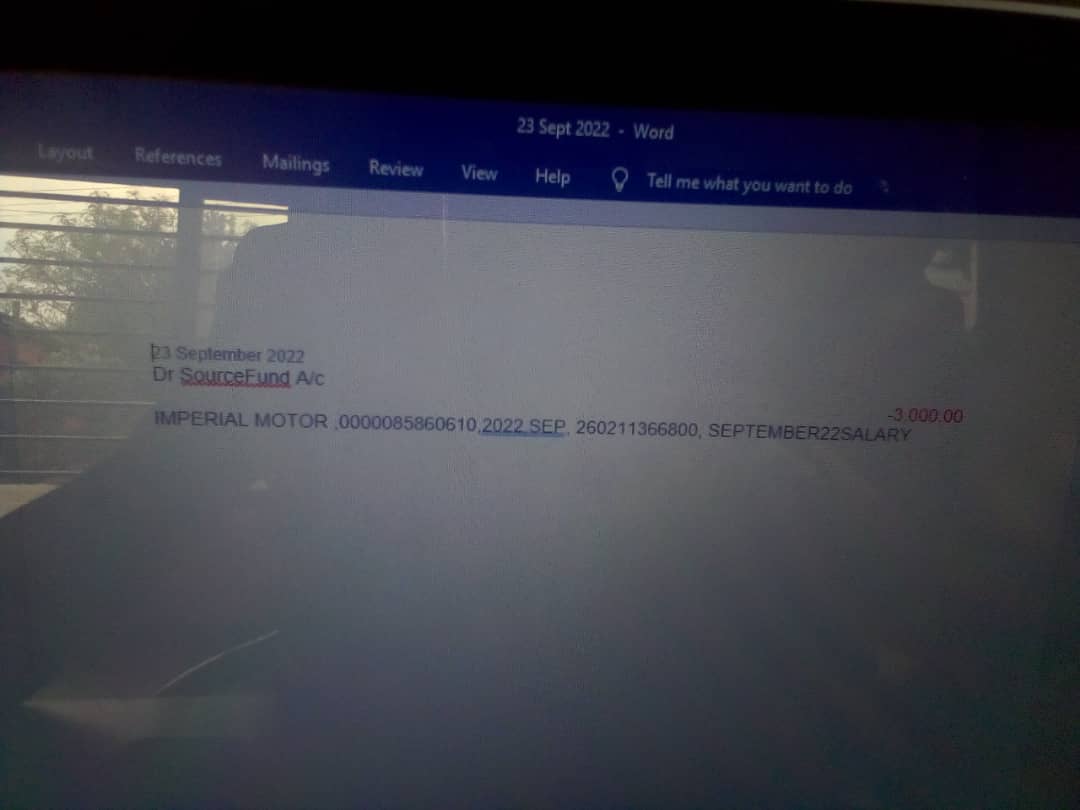 23 Sept 2022 - Word
Layout References Mailings Review View Help Tell me what you want to do
23 September 2022
Dr SourceFund A/c
-3,000.00
IMPERIAL MOTOR ,0000085860610,2022 SEP, 260211366800, SEPTEMBER22SALARY